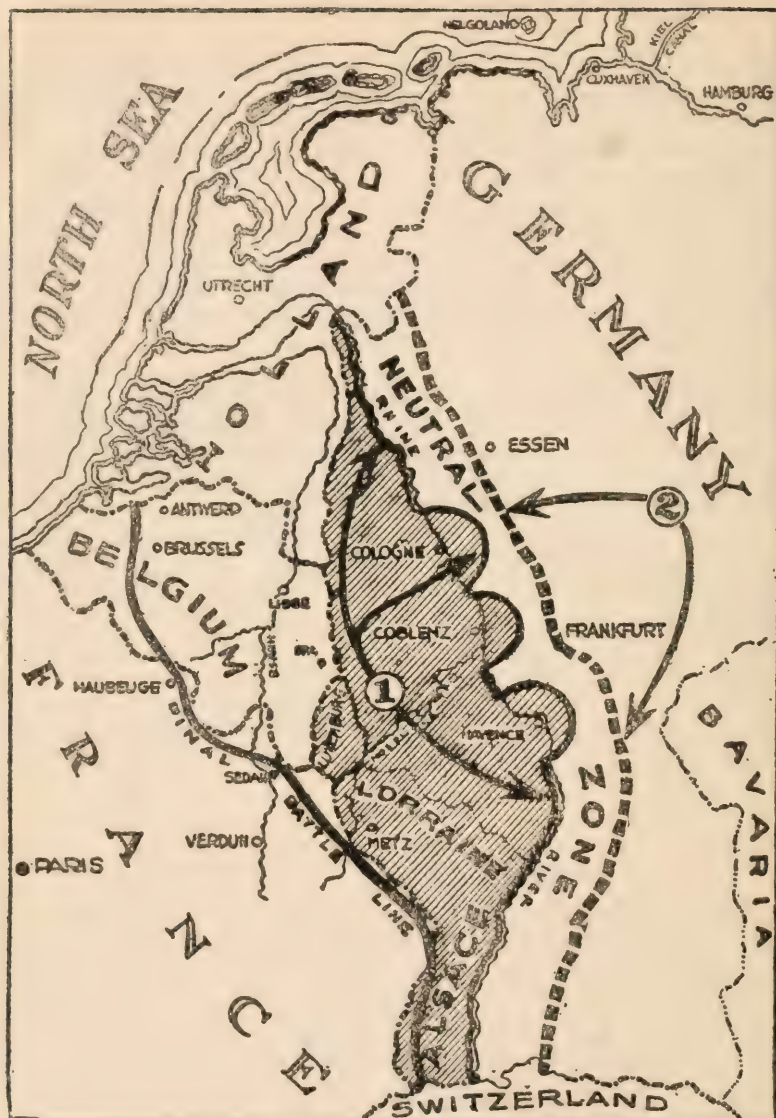 HELGOLAND
KIEL CANAL
CUXHAVEN
HAMBURG
NORTH SEA
GERMANY
HOLLAND
UTRECHT
NEUTRAL
RHINE
ESSEN
2
ANTWERP
BRUSSELS
BELGIUM
LIEGE
COLOGNE
COBLENZ
FRANKFURT
1
MAUBEUGE
FINAL
MAYENCE
BAVARIA
SEDAN
ZONE
LORRAINE
BATTLE
VERDUN
METZ
PARIS
LINE
RIVER
FRANCE
ALSACE
SWITZERLAND